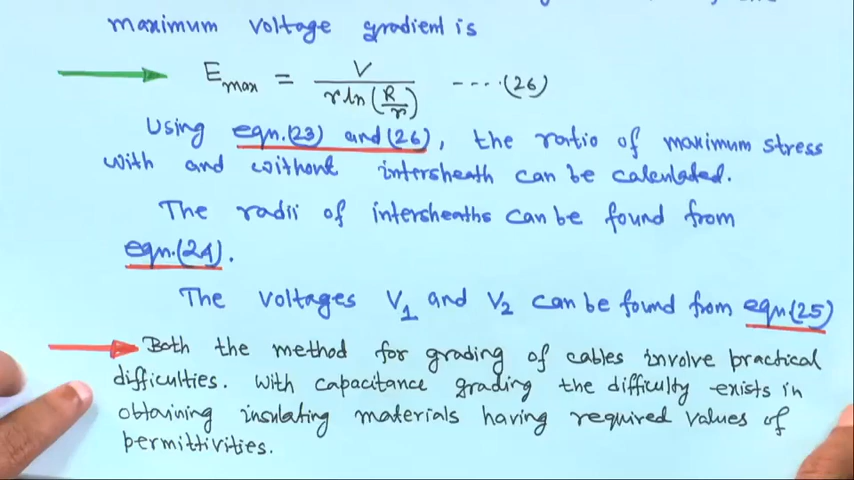 maximum voltage gradient is
E_max = V / (r ln(R/r)) ----(26)
Using eqn.(23) and (26), the ratio of maximum stress
with and without intersheath can be calculated.
The radii of intersheaths can be found from
eqn.(24).
The voltages V_1 and V_2 can be found from eqn(25)
Both the method for grading of cables involve practical
difficulties. With capacitance grading the difficulty exists in
obtaining insulating materials having required values of
permittivities.